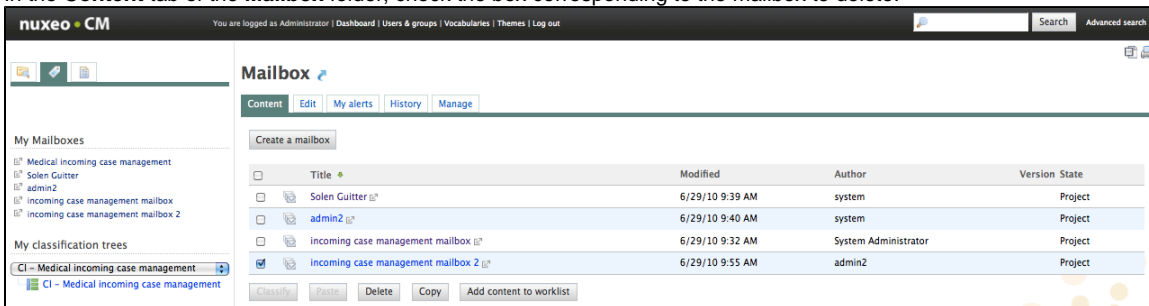 In the Content tab of the Mailbox folder, check the box corresponding to the mailbox to delete.
nuxeo CM
You are logged as Administrator | Dashboard | Users & groups | Vocabularies | Themes | Log out
Search
Advanced search
Mailbox
Content Edit My alerts History Manage
My Mailboxes
Medical incoming case management
Solen Guitter
admin2
incoming case management mailbox
incoming case management mailbox 2
My classification trees
CI – Medical incoming case management
CI – Medical incoming case management
Create a mailbox
Title Modified Author Version State
Solen Guitter 6/29/10 9:39 AM system Project
admin2 6/29/10 9:40 AM system Project
incoming case management mailbox 6/29/10 9:32 AM System Administrator Project
incoming case management mailbox 2 6/29/10 9:55 AM admin2 Project
Classify Paste Delete Copy Add content to worklist